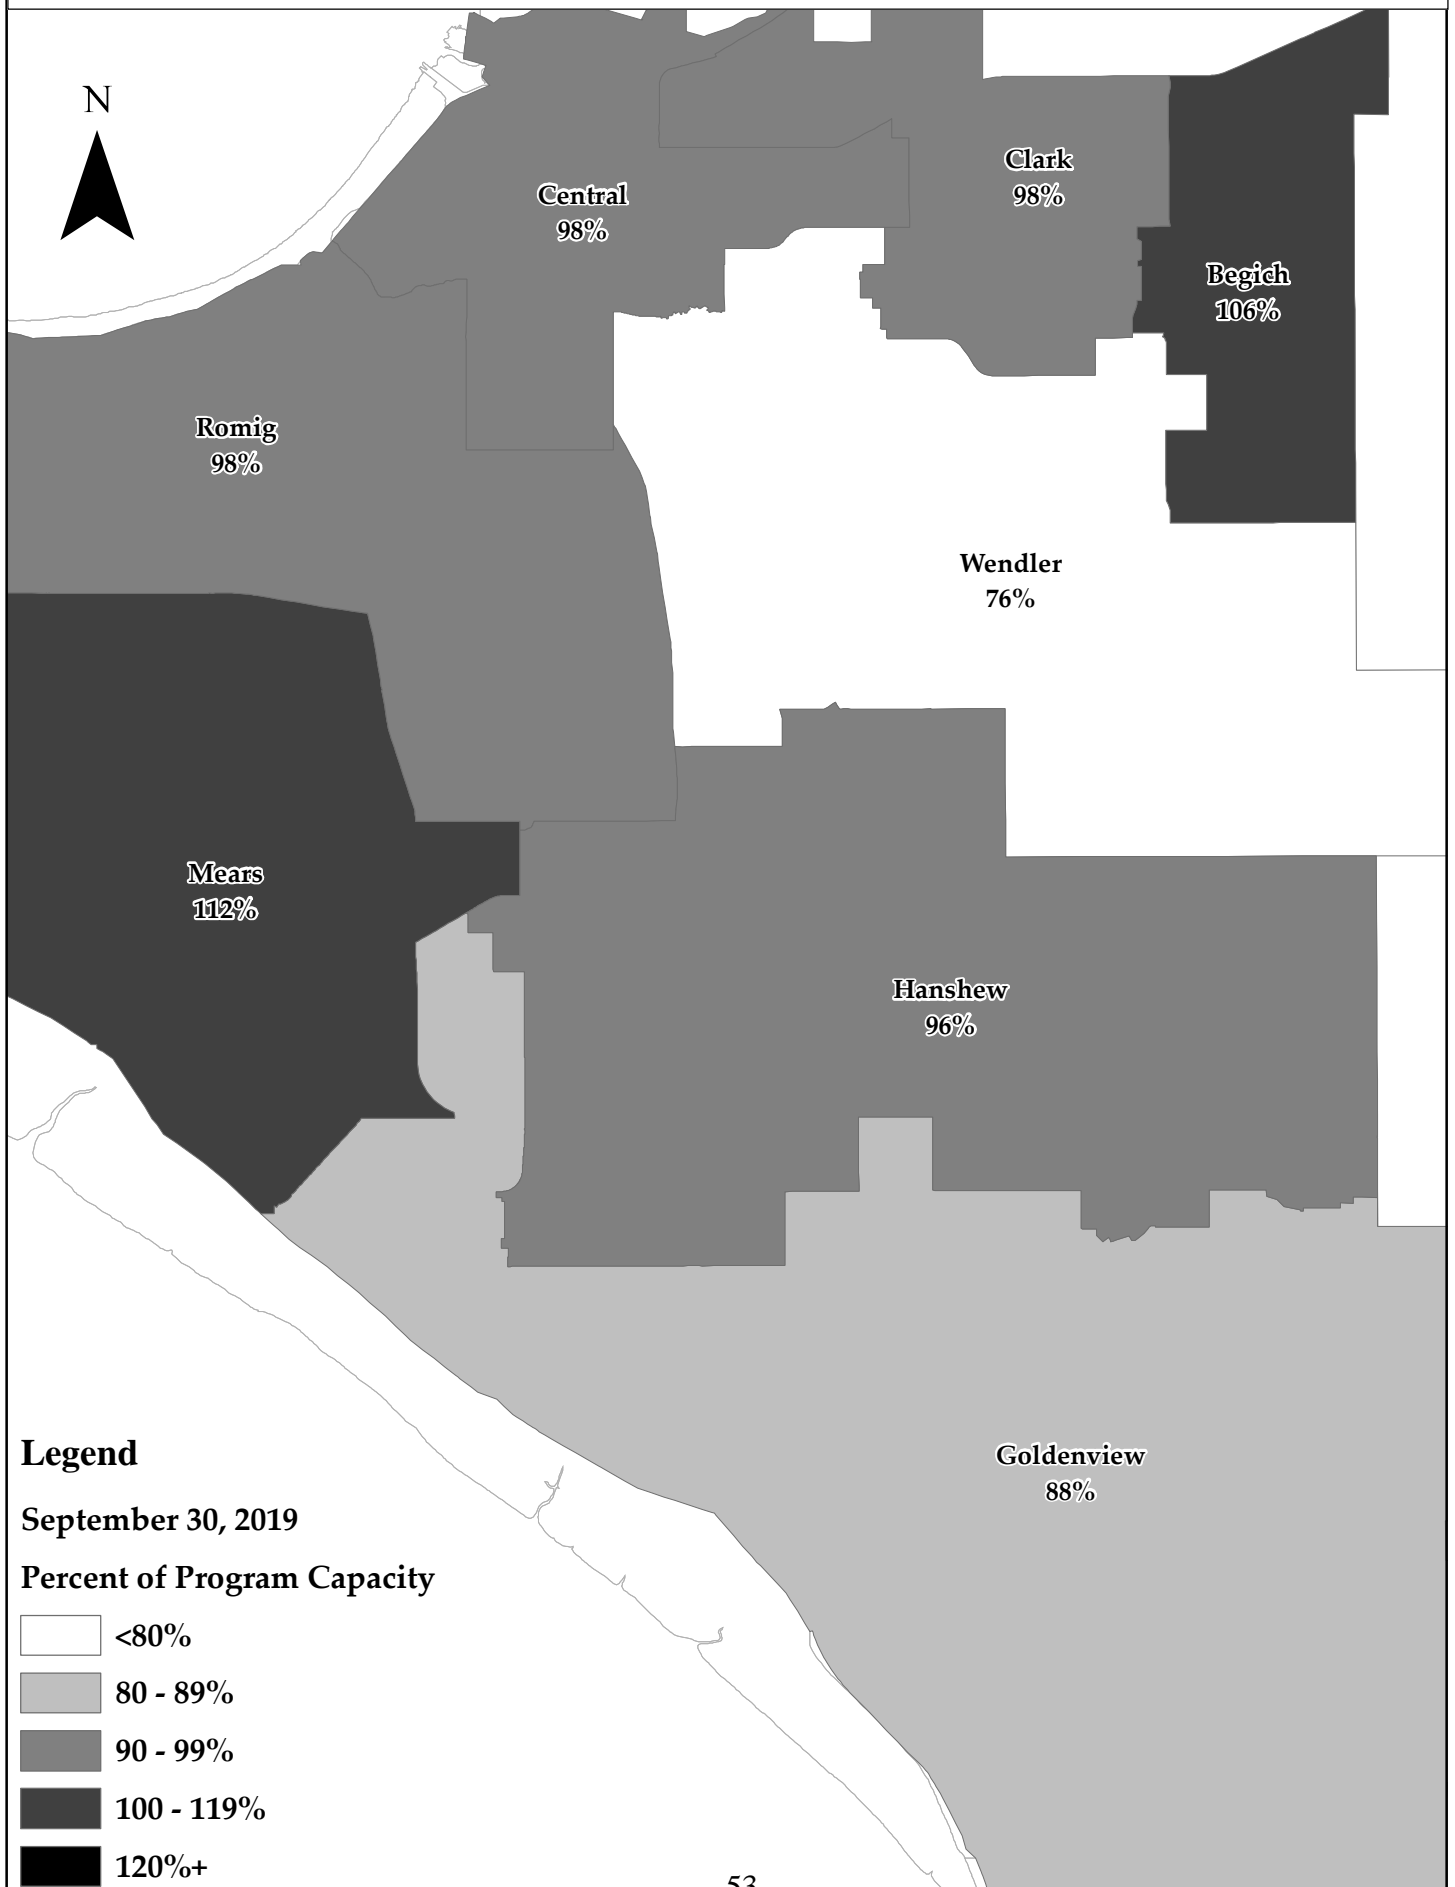 N
Clark
98%
Central
98%
Begich
106%
Romig
98%
Wendler
76%
Mears
112%
Hanshew
96%
Goldenview
88%
Legend
September 30, 2019
Percent of Program Capacity
<80%
80 - 89%
90 - 99%
100 - 119%
120%+
53